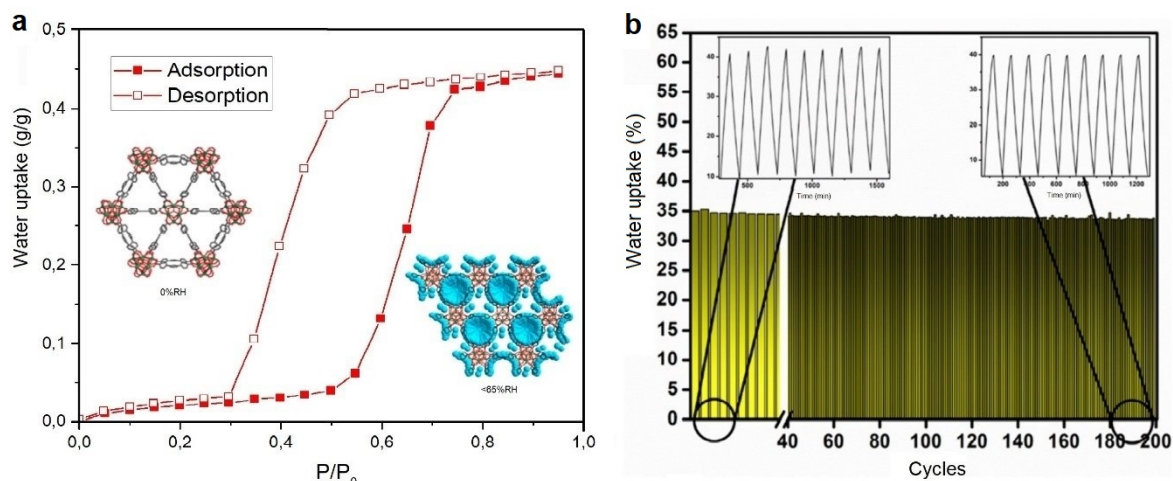 a
0,5
0,4
0,3
0,2
0,1
0,0
Water uptake (g/g)
Adsorption
Desorption
0%RH
<65%RH
0,0 0,2 0,4 0,6 0,8 1,0
P/P₀
b
65
60
55
50
45
40
35
30
25
20
15
10
5
0
Water uptake (%)
40
30
20
10
500 1000 1500
Time (min)
40
30
20
10
200 400 600 800 1000 1200
Time (min)
40 60 80 100 120 140 160 180 200
Cycles